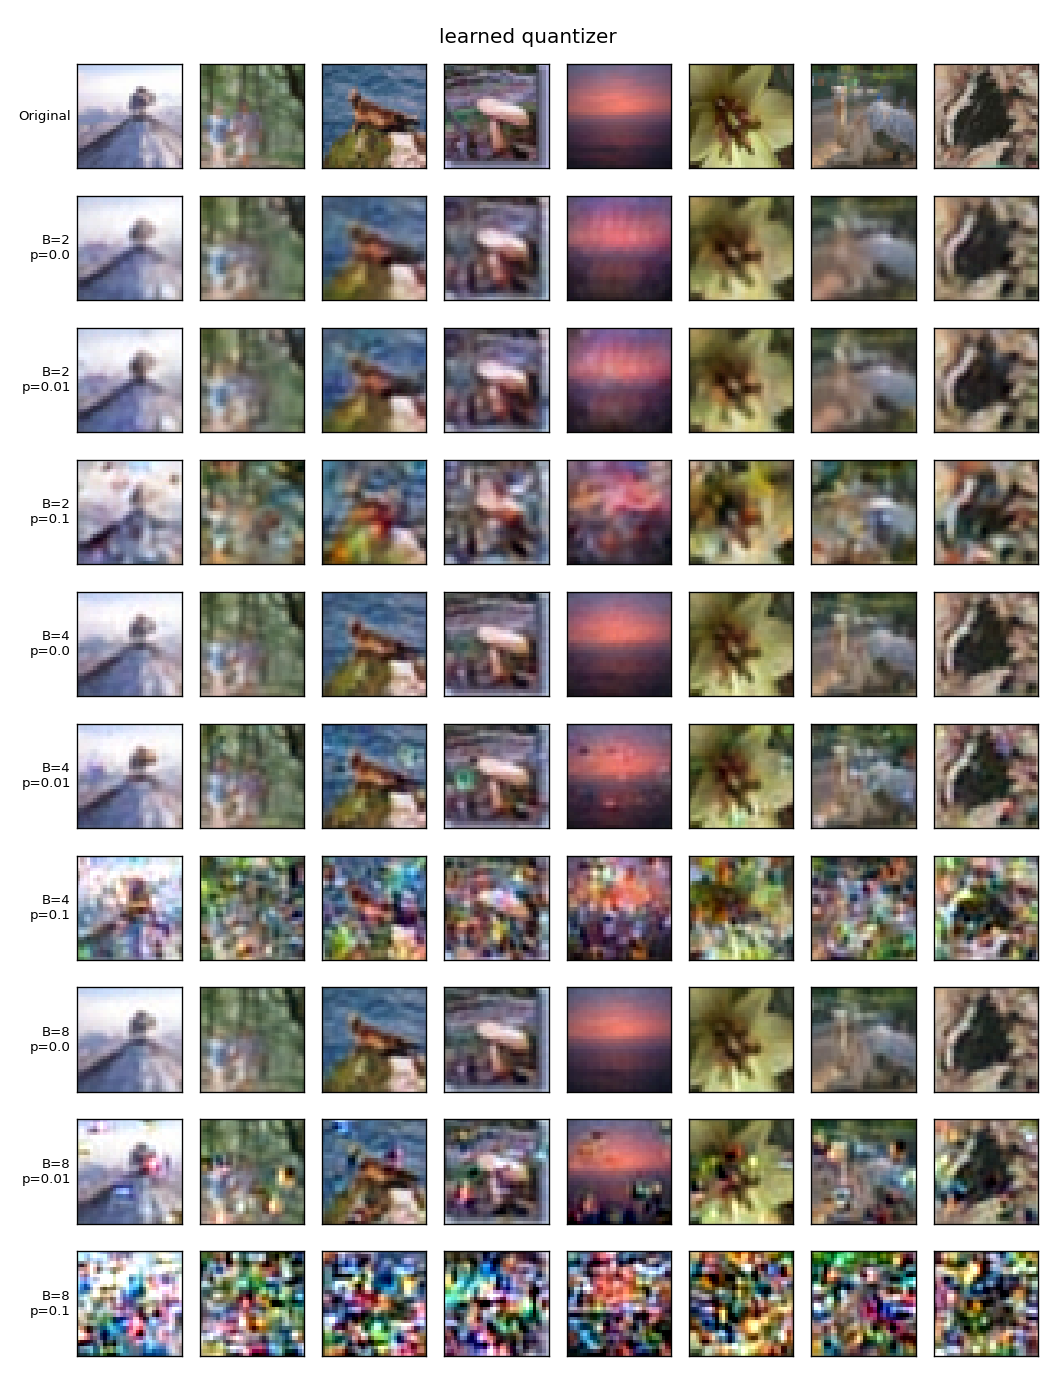 learned quantizer
Original
B=2
p=0.0
B=2
p=0.01
B=2
p=0.1
B=4
p=0.0
B=4
p=0.01
B=4
p=0.1
B=8
p=0.0
B=8
p=0.01
B=8
p=0.1